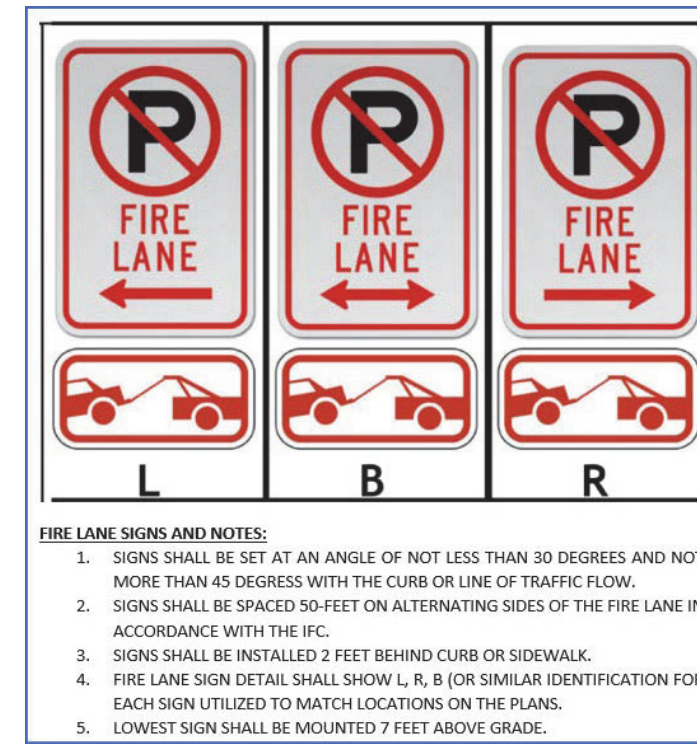 P P P
FIRE FIRE FIRE
LANE LANE LANE
L B R
FIRE LANE SIGNS AND NOTES:
1. SIGNS SHALL BE SET AT AN ANGLE OF NOT LESS THAN 30 DEGREES AND NOT
MORE THAN 45 DEGRESS WITH THE CURB OR LINE OF TRAFFIC FLOW.
2. SIGNS SHALL BE SPACED 50-FEET ON ALTERNATING SIDES OF THE FIRE LANE IN
ACCORDANCE WITH THE IFC.
3. SIGNS SHALL BE INSTALLED 2 FEET BEHIND CURB OR SIDEWALK.
4. FIRE LANE SIGN DETAIL SHALL SHOW L, R, B (OR SIMILAR IDENTIFICATION FOR
EACH SIGN UTILIZED TO MATCH LOCATIONS ON THE PLANS.
5. LOWEST SIGN SHALL BE MOUNTED 7 FEET ABOVE GRADE.